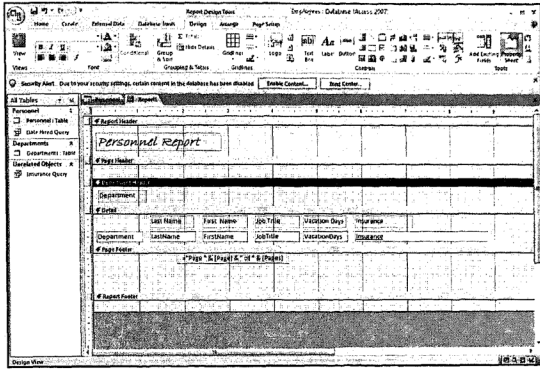 Report Design Tools
Employees : Database (Access 2007)
Home Create External Data Database Tools Design Arrange Page Setup
View
Views
Font
Conditional
Group & Sort
Totals
Hide Details
Grouping & Totals
Gridlines
Gridlines
Logo
Text Box
Label
Button
Controls
Add Existing Fields
Property Sheet
Tools
Security Alert Due to your security settings, certain content in the database has been disabled
Enable Content...
All Tables
Personnel
Personnel : Table
Date Hired Query
Departments
Departments : Table
Unrelated Objects
Insurance Query
Report1
Report Header
Personnel Report
Page Header
Department
Detail
Last Name First Name Job Title Vacation Days Insurance
Department LastName FirstName JobTitle VacationDays Insurance
Page Footer
="Page " & [Page] & " of " & [Pages]
Report Footer
Design View